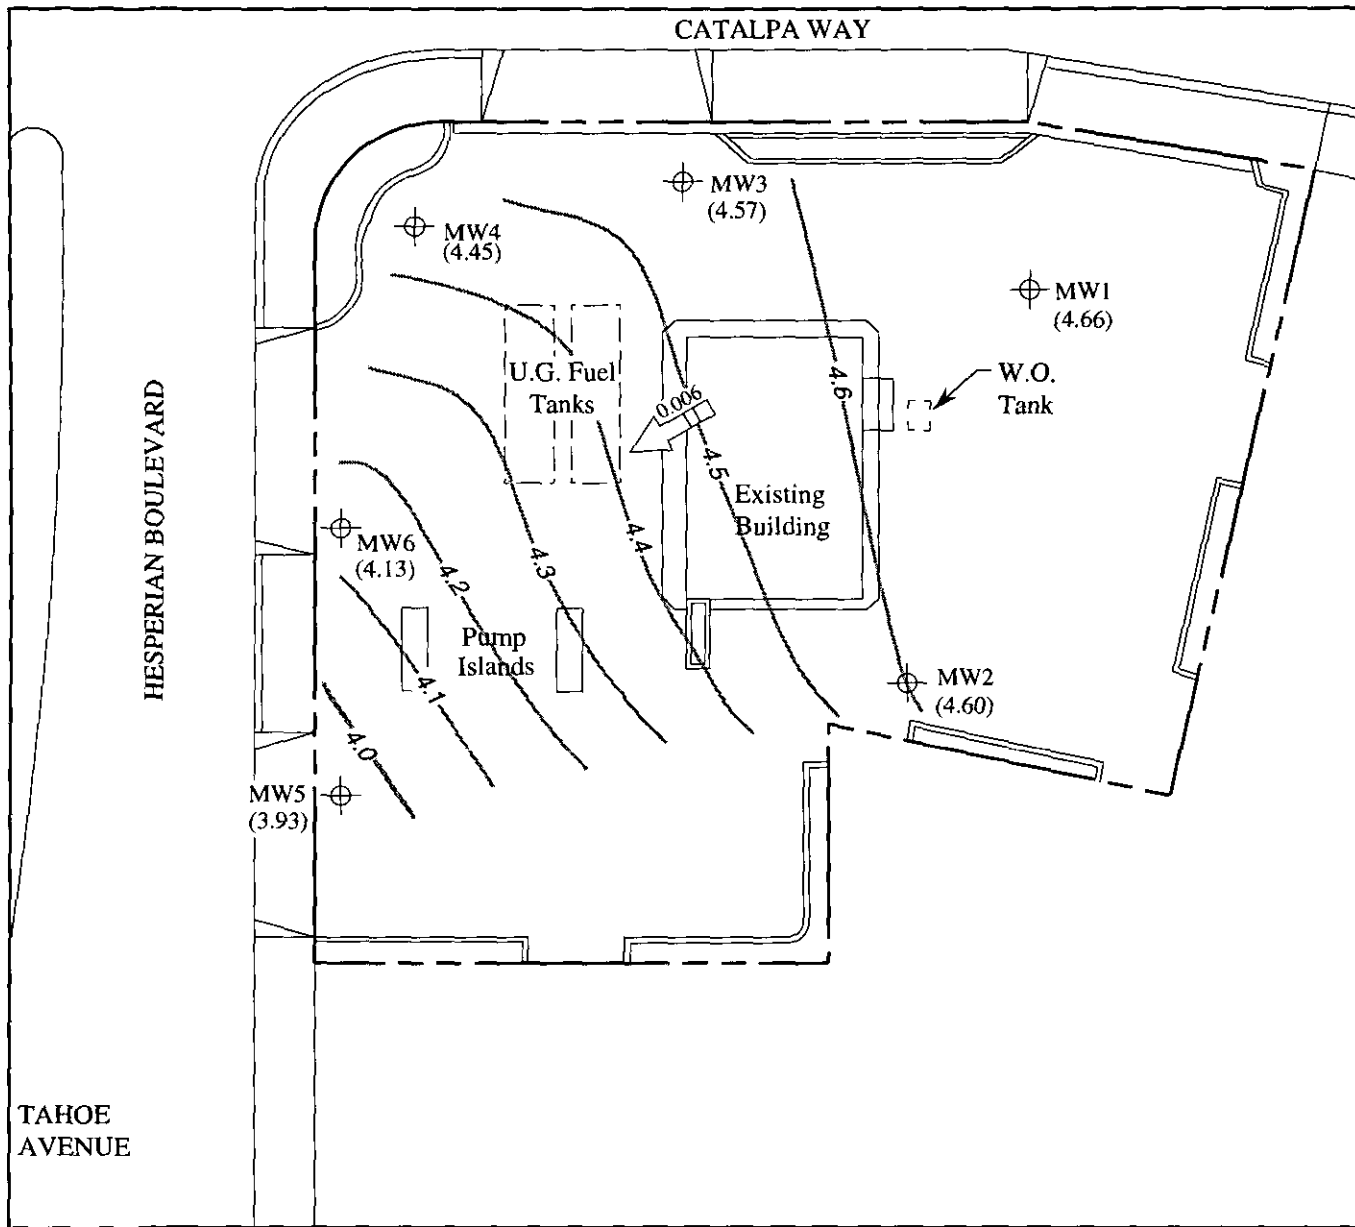 CATALPA WAY
MW3
(4.57)
MW4
(4.45)
MW1
(4.66)
U.G. Fuel
Tanks
0.006
4.6
W.O.
Tank
HESPERIAN BOULEVARD
4.5
Existing
Building
4.4
MW6
(4.13)
4.3
4.2
Pump
Islands
4.1
MW2
(4.60)
4.0
MW5
(3.93)
TAHOE
AVENUE